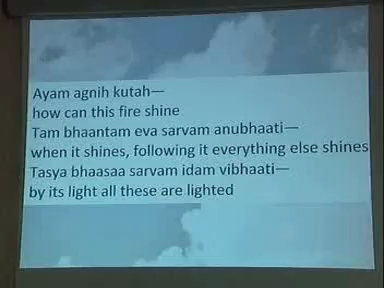 Ayam agnih kutah—
how can this fire shine
Tam bhaantam eva sarvam anubhaati—
when it shines, following it everything else shines
Tasya bhaasaa sarvam idam vibhaati—
by its light all these are lighted